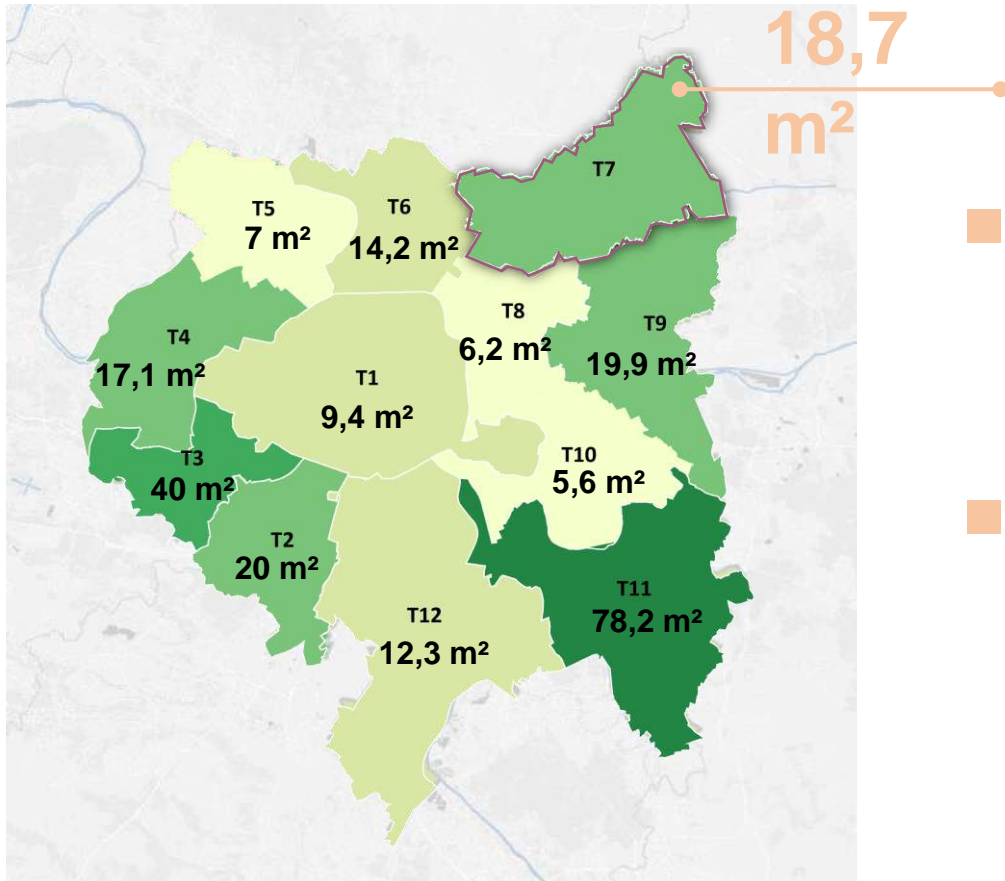 18,7
m²
T7
T5
7 m²
T6
14,2 m²
T8
6,2 m²
T9
19,9 m²
T4
17,1 m²
T1
9,4 m²
T3
40 m²
T10
5,6 m²
T2
20 m²
T11
78,2 m²
T12
12,3 m²